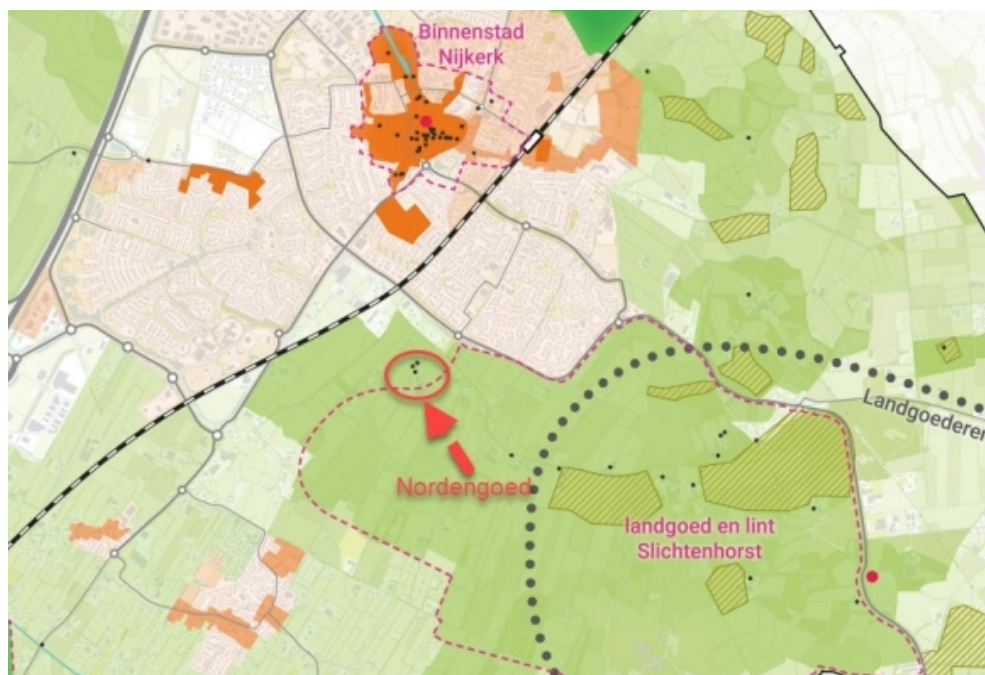 Binnenstad
Nijkerk
Landgoederen
Nordengoed
landgoed en lint
Slichtenhorst